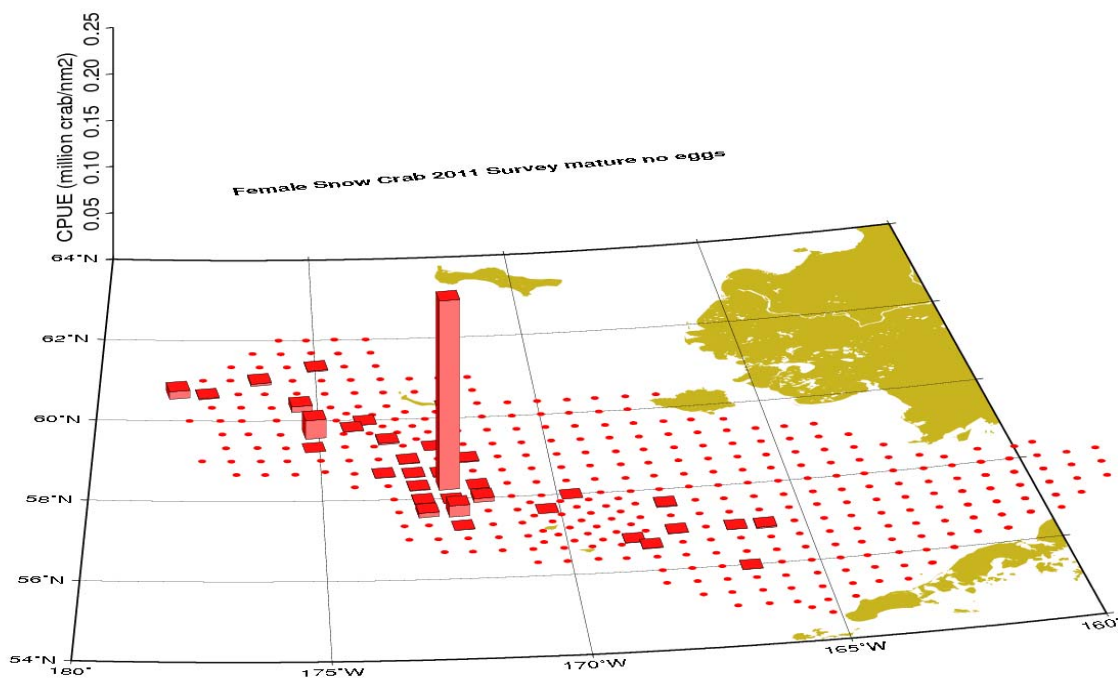 0.25
0.20
0.15
0.10
0.05
CPUE (million crab/nm2)
Female Snow Crab 2011 Survey mature no eggs
64°N
62°N
60°N
58°N
56°N
54°N
180°
175°W
170°W
165°W
160°